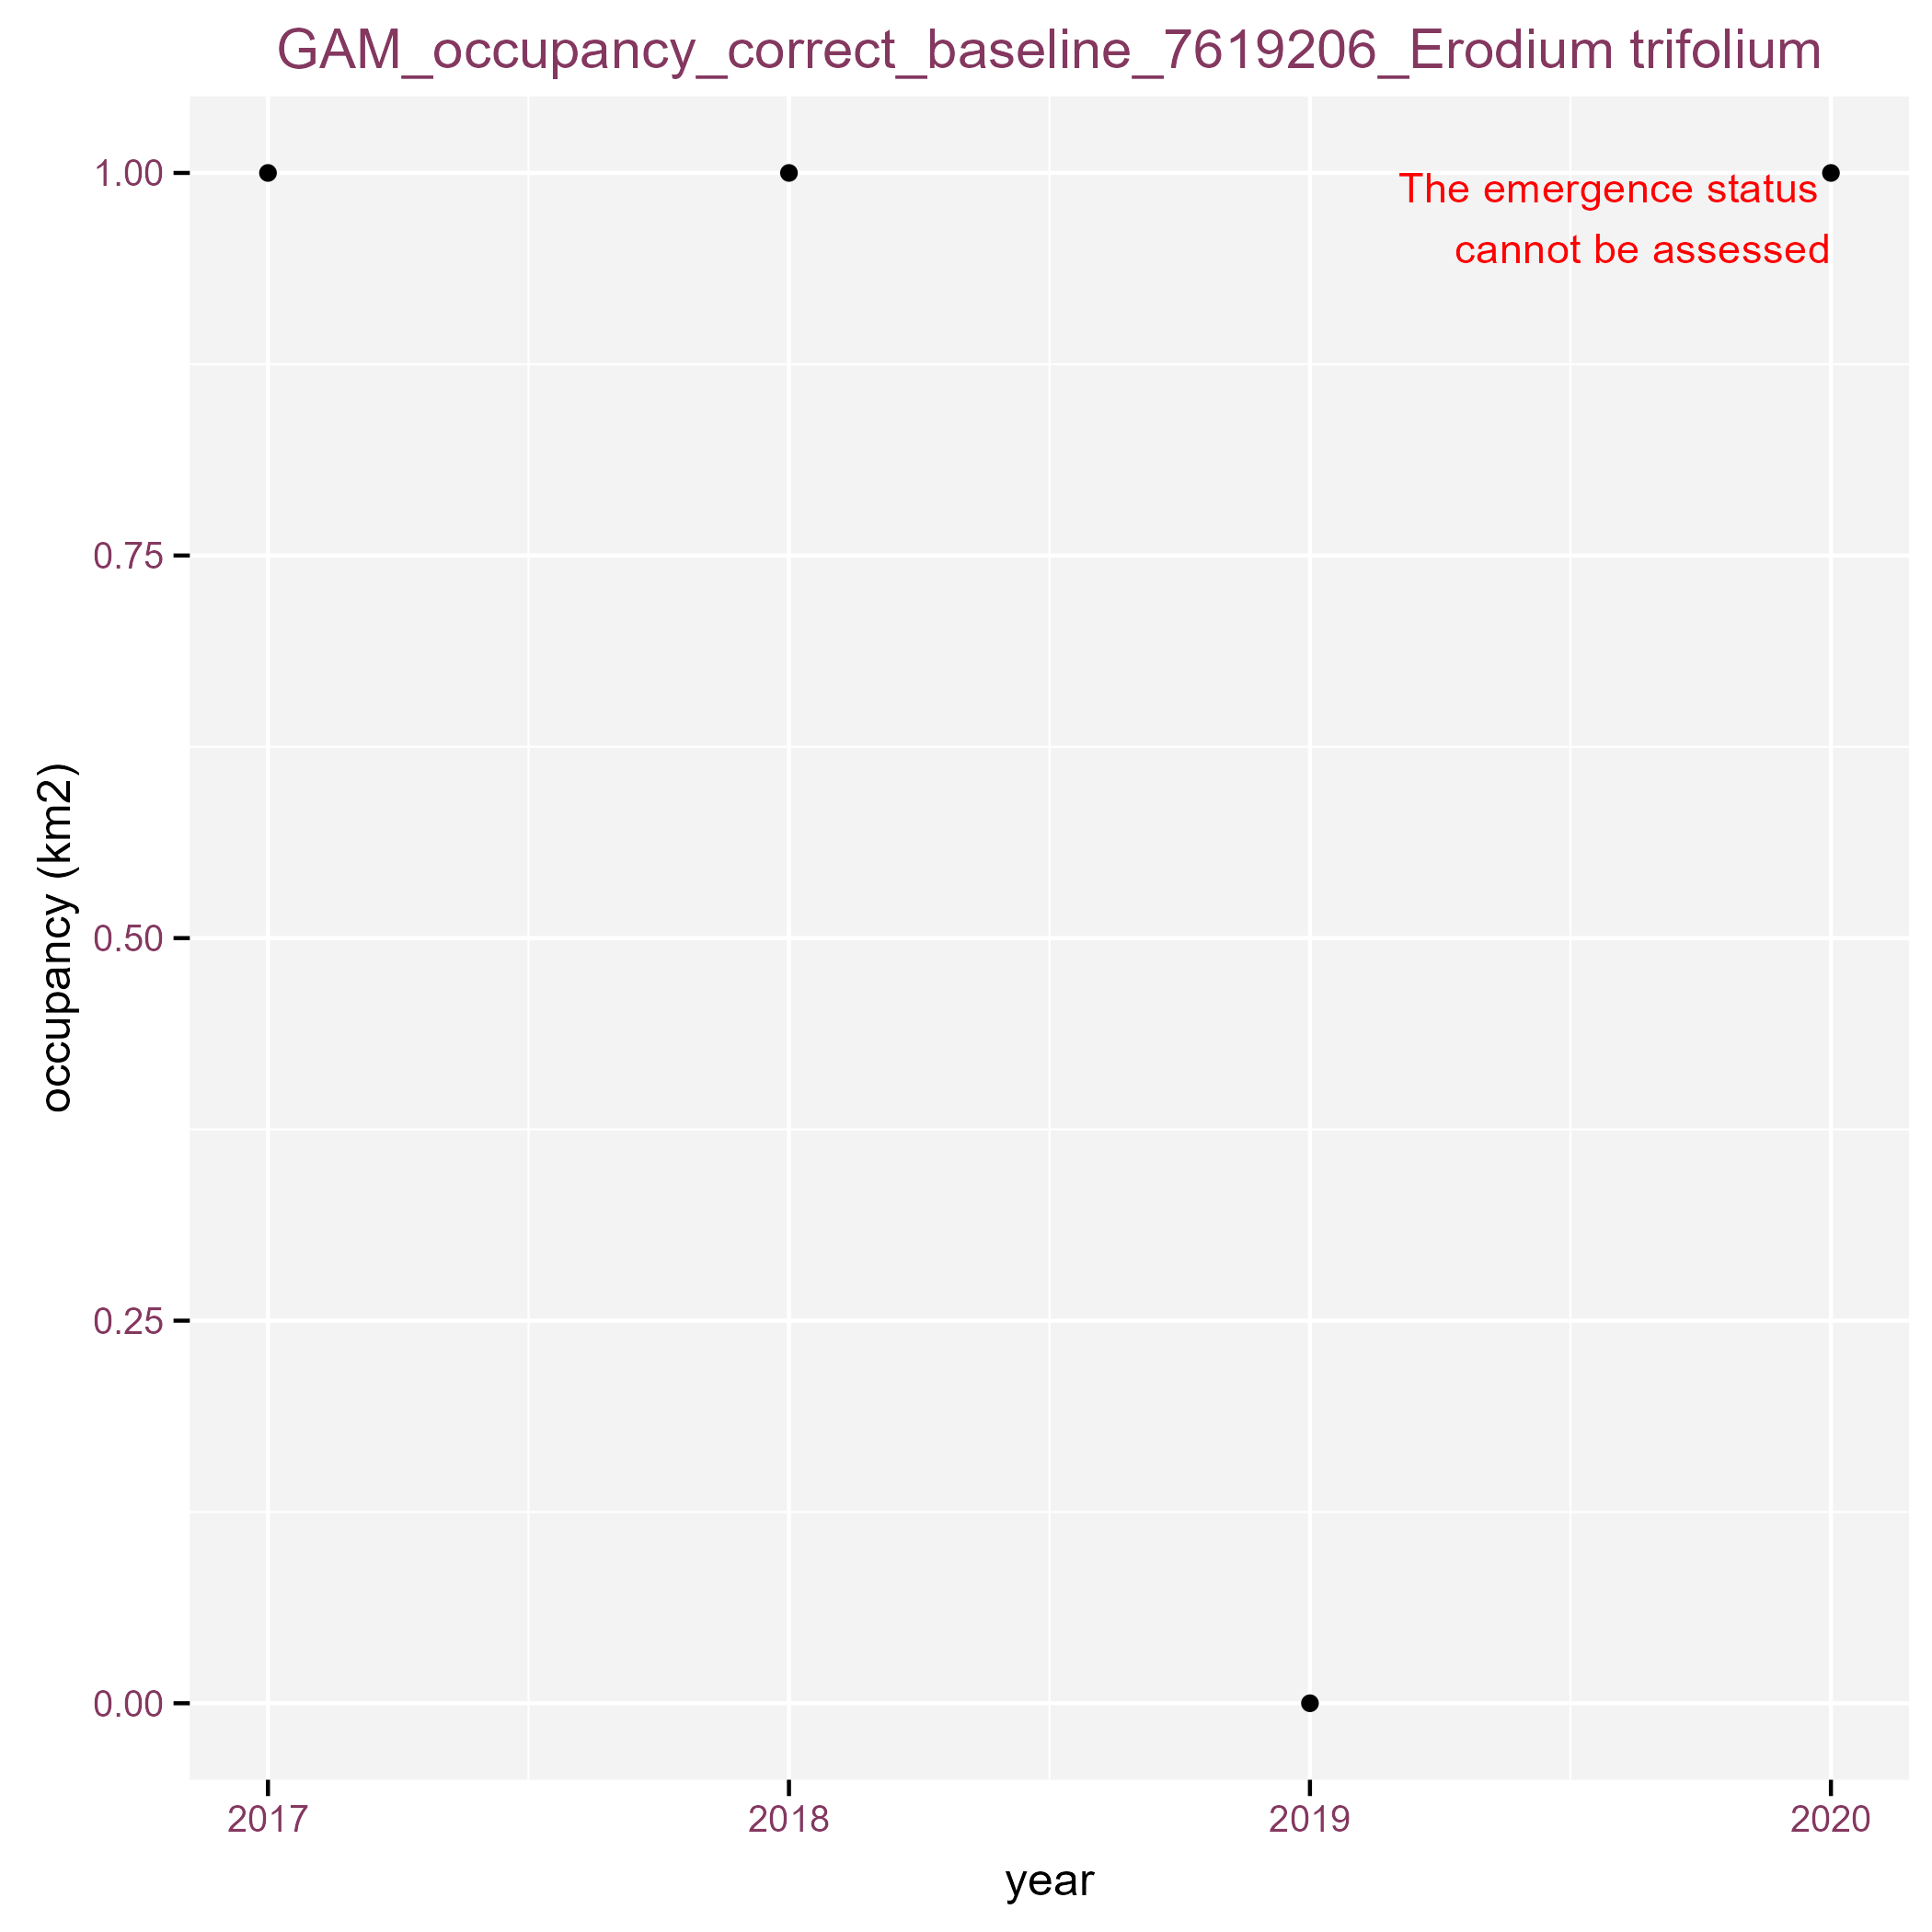 GAM_occupancy_correct_baseline_7619206_Erodium trifolium
1.00
The emergence status
cannot be assessed
0.75
occupancy (km2)
0.50
0.25
0.00
2017 2018 2019 2020
year